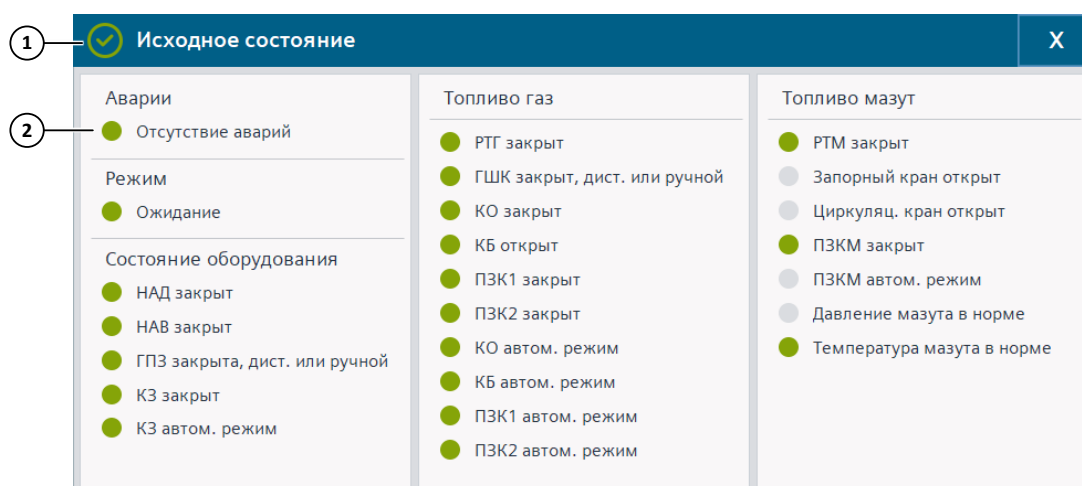 1
Исходное состояние
X
2
Аварии
Отсутствие аварий
Режим
Ожидание
Состояние оборудования
НАД закрыт
НАВ закрыт
ГПЗ закрыта, дист. или ручной
КЗ закрыт
КЗ автом. режим
Топливо газ
РТГ закрыт
ГШК закрыт, дист. или ручной
КО закрыт
КБ открыт
ПЗК1 закрыт
ПЗК2 закрыт
КО автом. режим
КБ автом. режим
ПЗК1 автом. режим
ПЗК2 автом. режим
Топливо мазут
РТМ закрыт
Запорный кран открыт
Циркуляц. кран открыт
ПЗКМ закрыт
ПЗКМ автом. режим
Давление мазута в норме
Температура мазута в норме